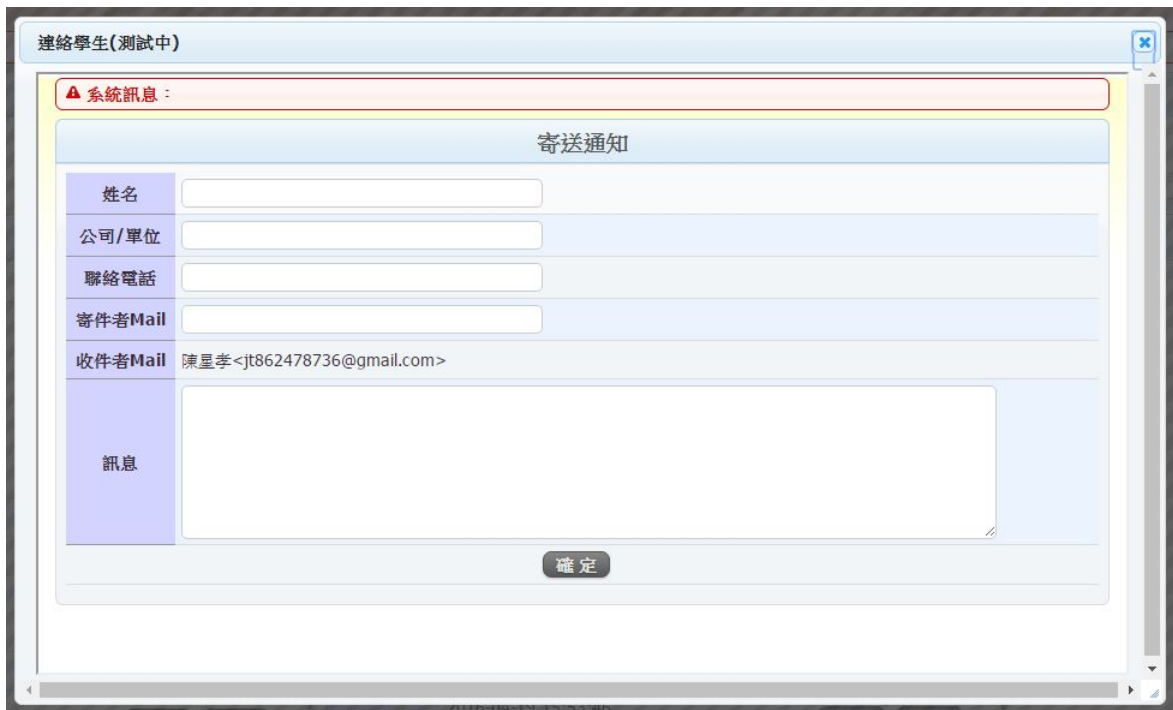 連絡學生(測試中)
系統訊息：
寄送通知
姓名
公司/單位
聯絡電話
寄件者Mail
收件者Mail 陳星孝<jt862478736@gmail.com>
訊息
確定